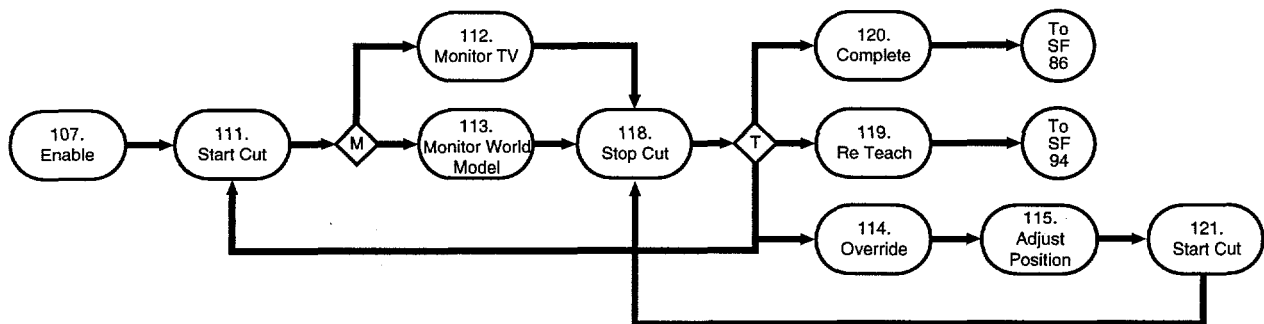 112.
Monitor TV
120.
Complete
To
SF
86
107.
Enable
111.
Start Cut
M
113.
Monitor World
Model
118.
Stop Cut
T
119.
Re Teach
To
SF
94
114.
Override
115.
Adjust
Position
121.
Start Cut